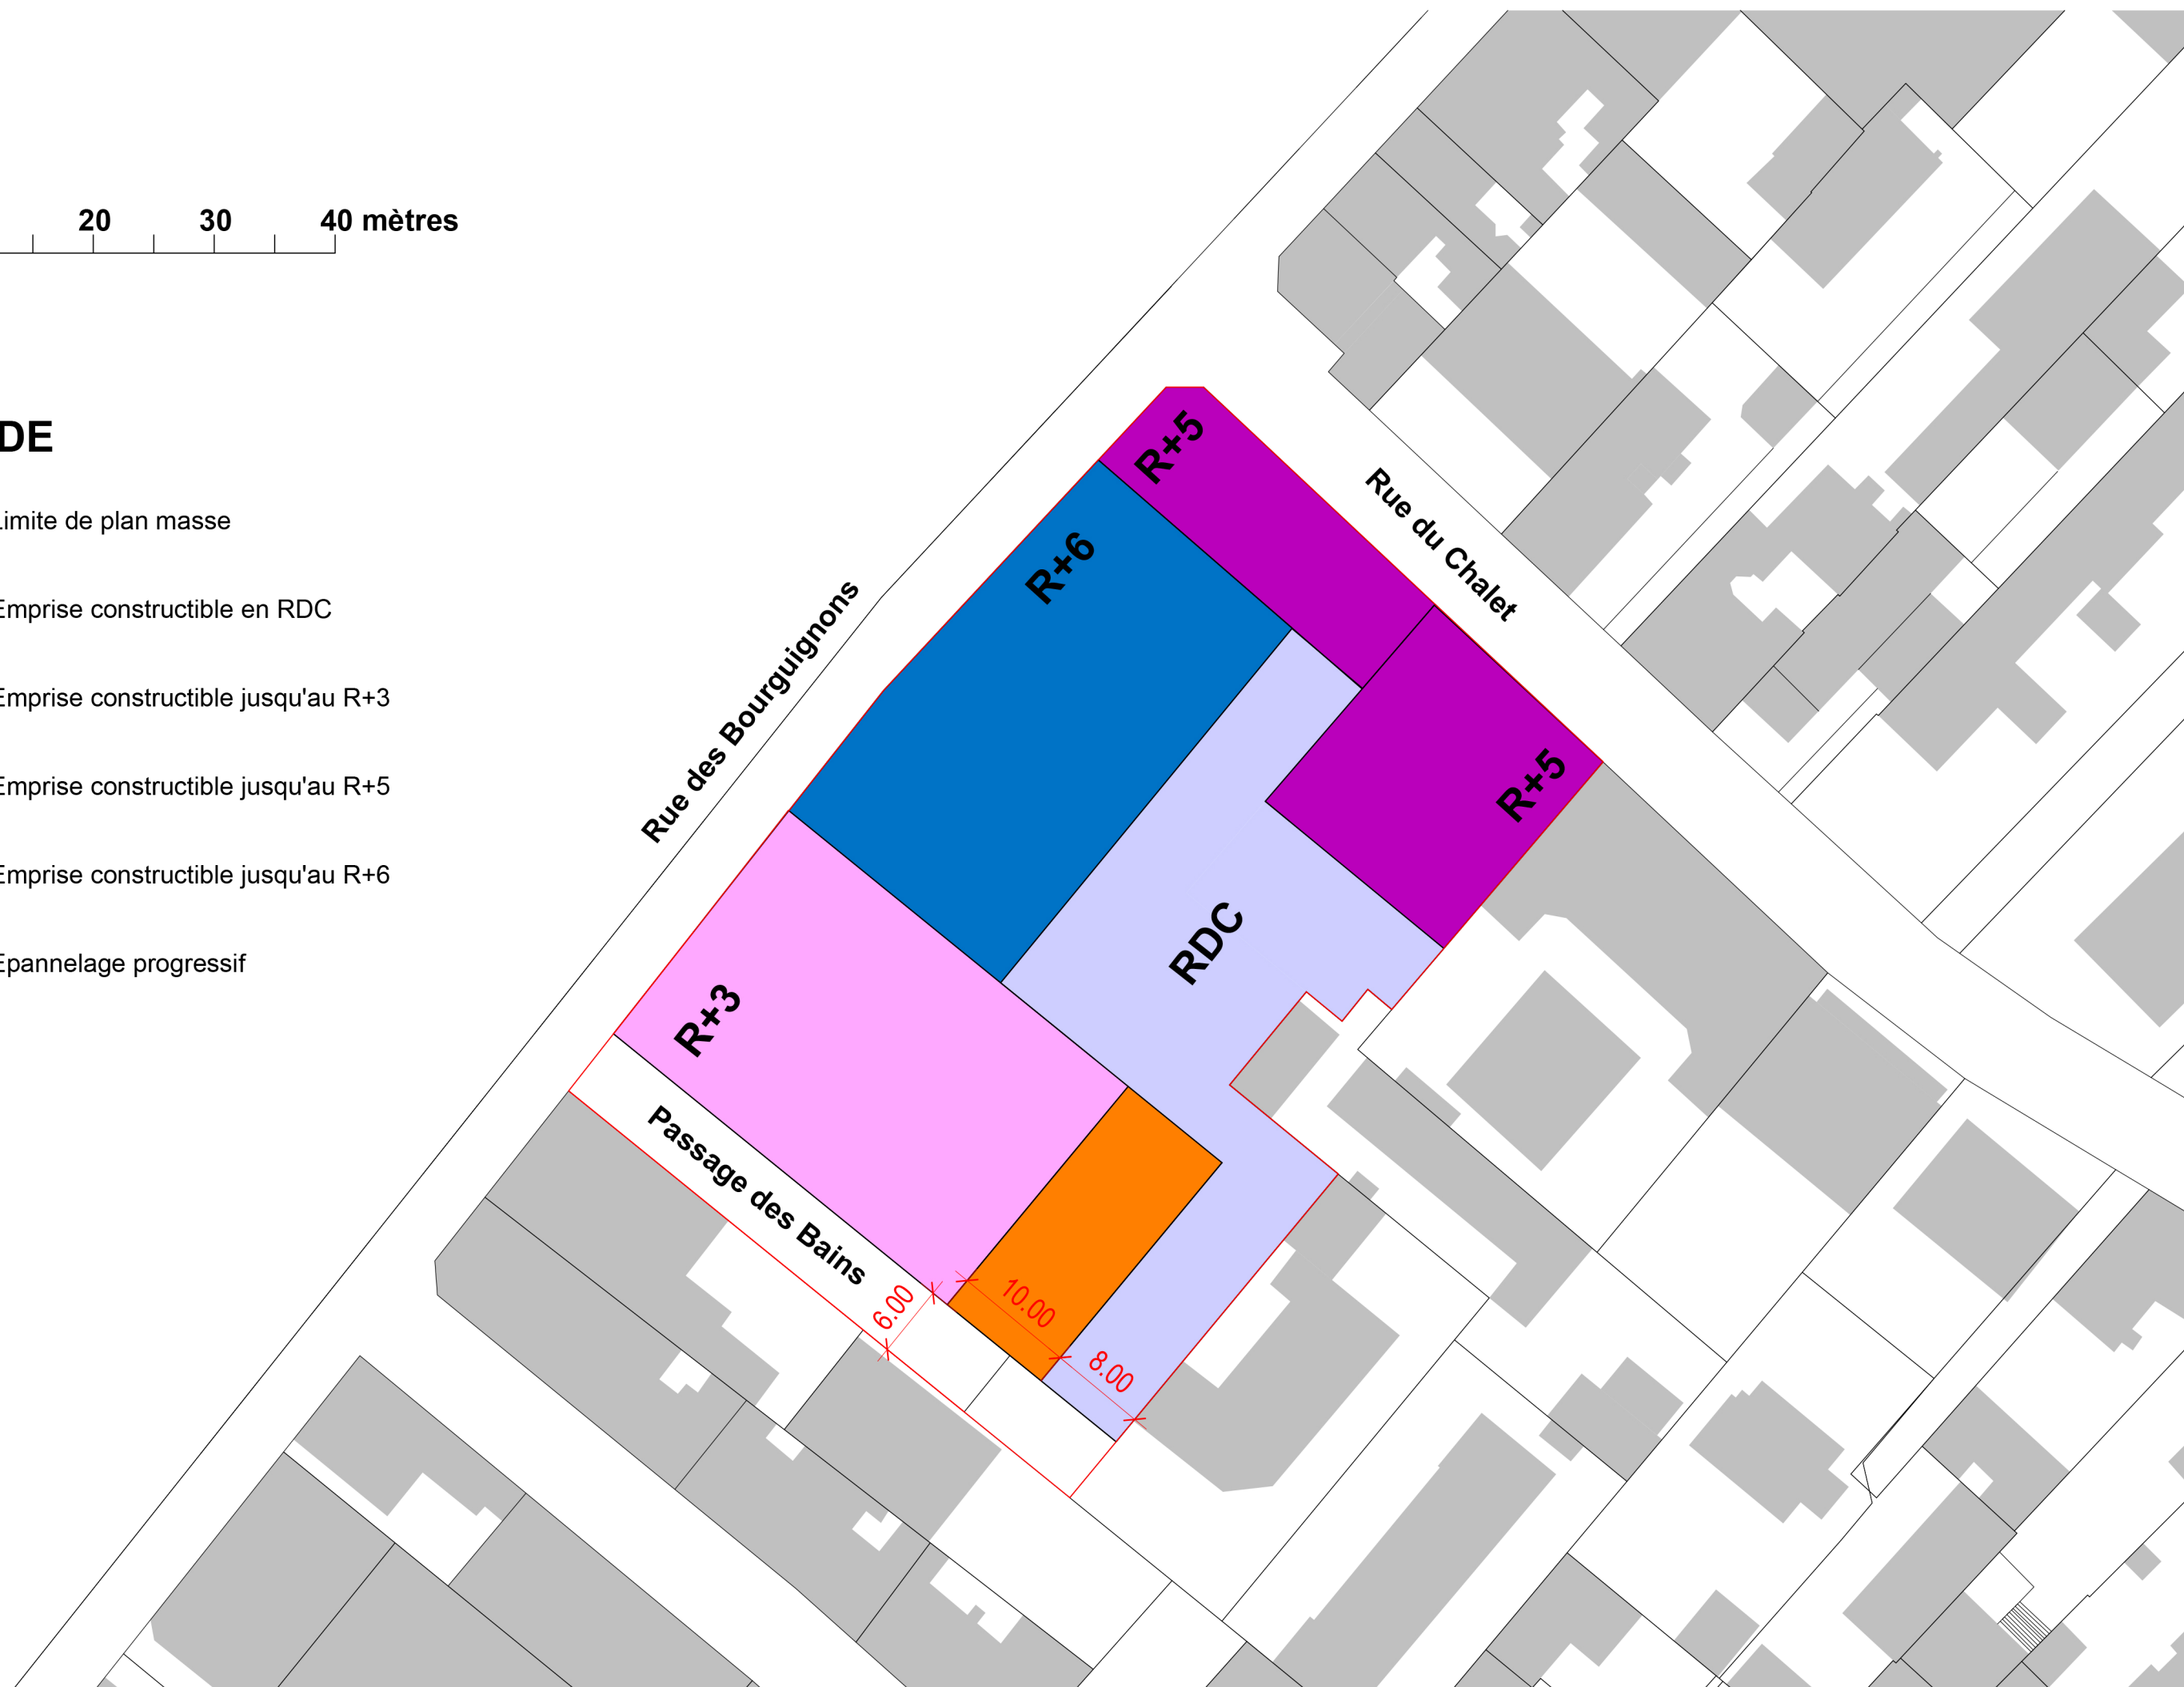 20 30 40 mètres
DE
Limite de plan masse
Emprise constructible en RDC
Emprise constructible jusqu'au R+3
Emprise constructible jusqu'au R+5
Emprise constructible jusqu'au R+6
Epannelage progressif
R+5
Rue du Chalet
R+6
Rue des Bourguignons
R+5
RDC
R+3
Passage des Bains
6.00
10.00
8.00